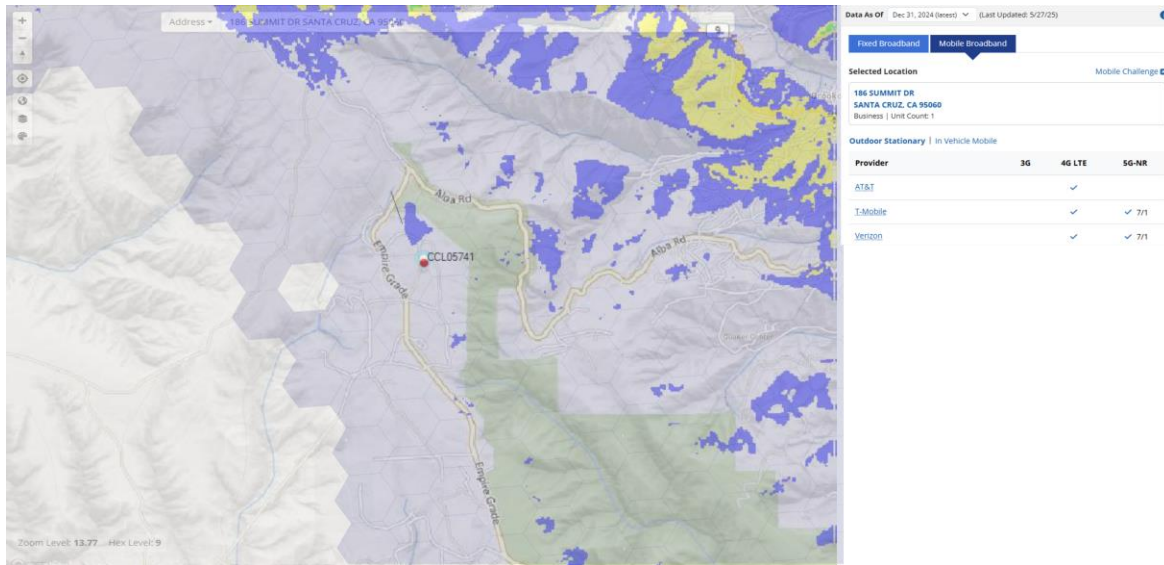 Address
186 SUMMIT DR SANTA CRUZ, CA 95060
Alba Rd
Empire Grade
CCL05741
Alba Rd
Empire Grade
Zoom Level: 13.77 Hex Level: 9
Data As Of Dec 31, 2024 (latest) (Last Updated: 5/27/25)
Fixed Broadband Mobile Broadband
Selected Location Mobile Challenge
186 SUMMIT DR
SANTA CRUZ, CA 95060
Business | Unit Count: 1
Outdoor Stationary | In Vehicle Mobile
Provider 3G 4G LTE 5G-NR
AT&T ✓
T-Mobile ✓ ✓ 7/1
Verizon ✓ ✓ 7/1